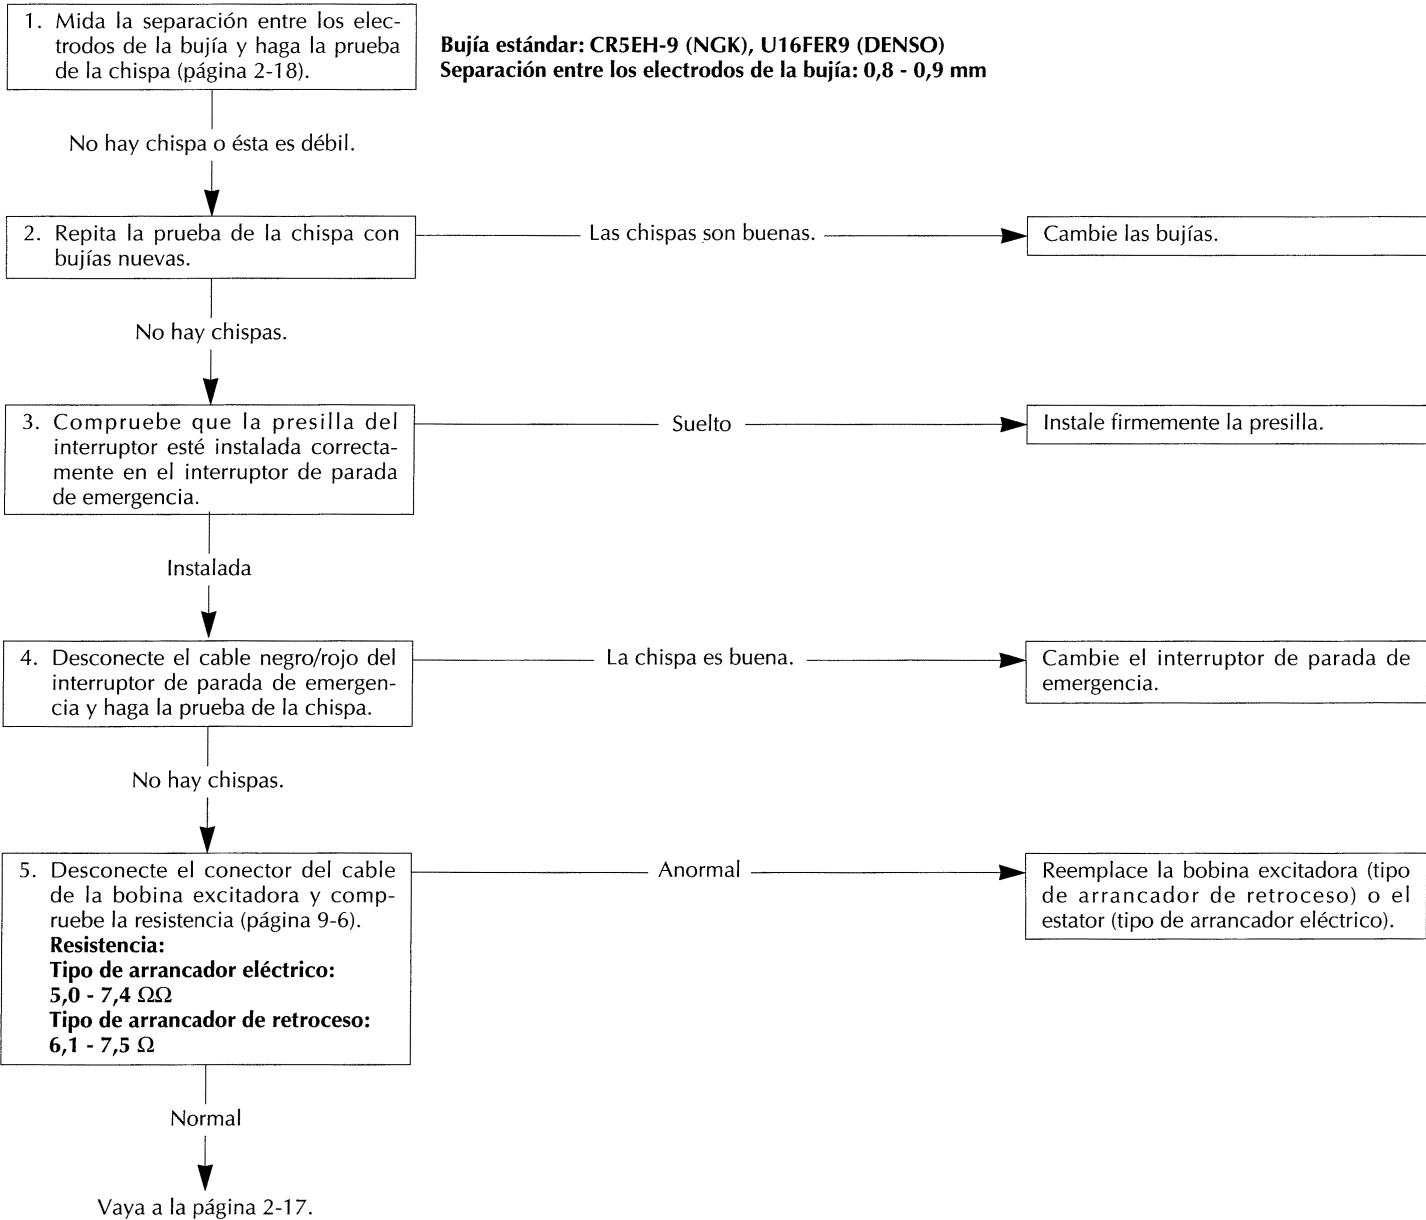 1. Mida la separación entre los elec-
trodos de la bujía y haga la prueba
de la chispa (página 2-18).
Bujía estándar: CR5EH-9 (NGK), U16FER9 (DENSO)
Separación entre los electrodos de la bujía: 0,8 - 0,9 mm
No hay chispa o ésta es débil.
2. Repita la prueba de la chispa con
bujías nuevas.
Las chispas son buenas.
Cambie las bujías.
No hay chispas.
3. Compruebe que la presilla del
interruptor esté instalada correcta-
mente en el interruptor de parada
de emergencia.
Suelto
Instale firmemente la presilla.
Instalada
4. Desconecte el cable negro/rojo del
interruptor de parada de emergen-
cia y haga la prueba de la chispa.
La chispa es buena.
Cambie el interruptor de parada de
emergencia.
No hay chispas.
5. Desconecte el conector del cable
de la bobina excitadora y comp-
ruebe la resistencia (página 9-6).
Resistencia:
Tipo de arrancador eléctrico:
5,0 - 7,4 ΩΩ
Tipo de arrancador de retroceso:
6,1 - 7,5 Ω
Anormal
Reemplace la bobina excitadora (tipo
de arrancador de retroceso) o el
estator (tipo de arrancador eléctrico).
Normal
Vaya a la página 2-17.